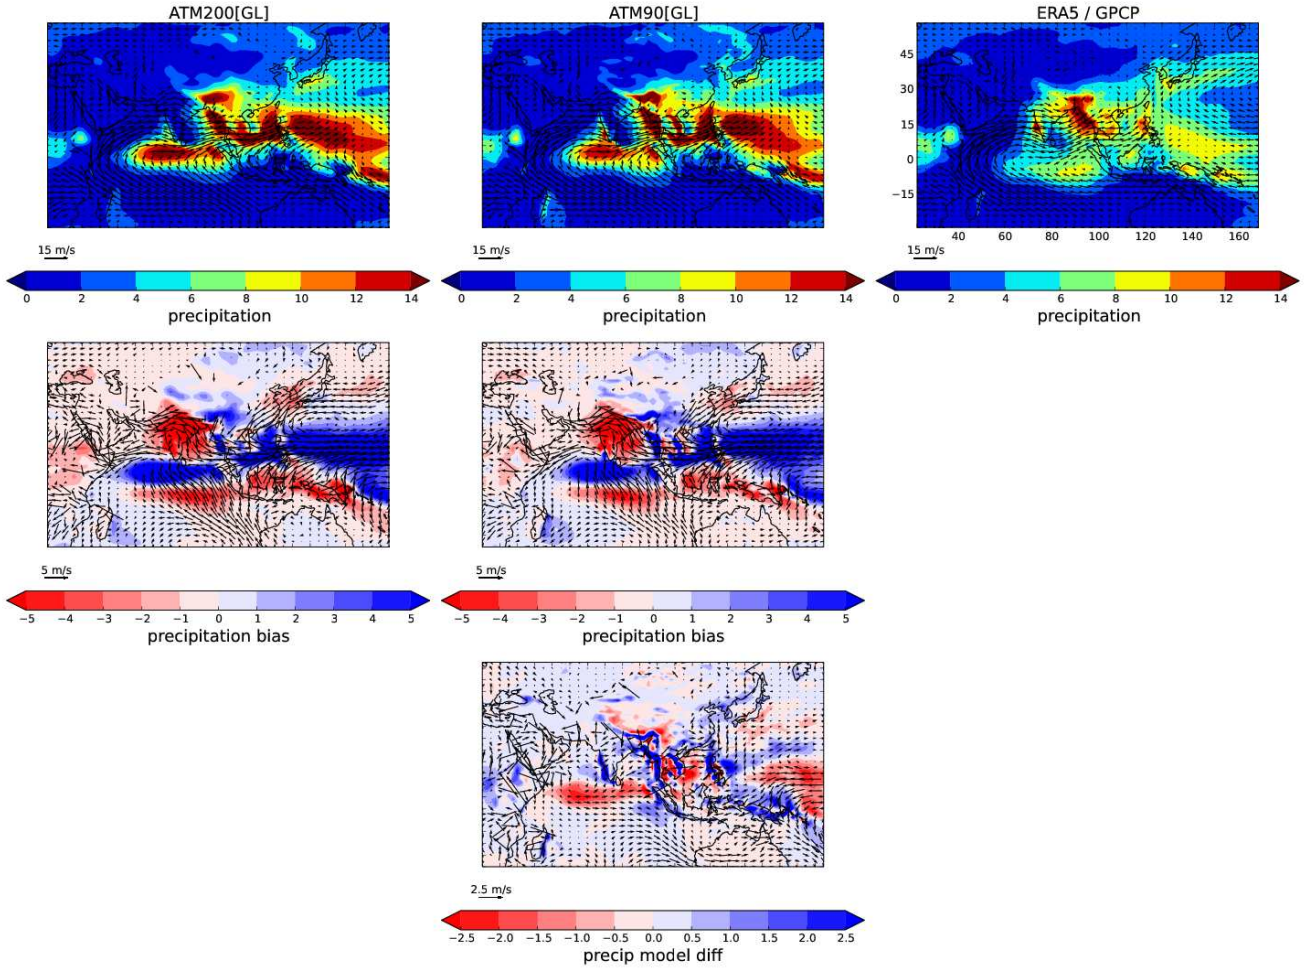 ATM200[GL] ATM90[GL] ERA5 / GPCP
45
30
15
0
−15
40 60 80 100 120 140 160
15 m/s 15 m/s 15 m/s
0 2 4 6 8 10 12 14 0 2 4 6 8 10 12 14 0 2 4 6 8 10 12 14
precipitation precipitation precipitation
5 m/s 5 m/s
−5 −4 −3 −2 −1 0 1 2 3 4 5 −5 −4 −3 −2 −1 0 1 2 3 4 5
precipitation bias precipitation bias
2.5 m/s
−2.5 −2.0 −1.5 −1.0 −0.5 0.0 0.5 1.0 1.5 2.0 2.5
precip model diff